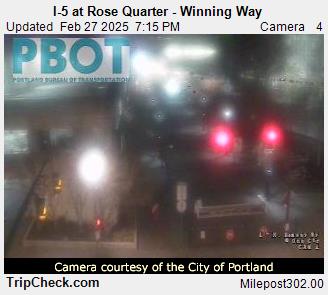 I-5 at Rose Quarter - Winning Way
Updated Feb 27 2025 7:15 PM Camera 4
PBOT
PORTLAND BUREAU OF TRANSPORTATION
Camera courtesy of the City of Portland
TripCheck.com Milepost302.00